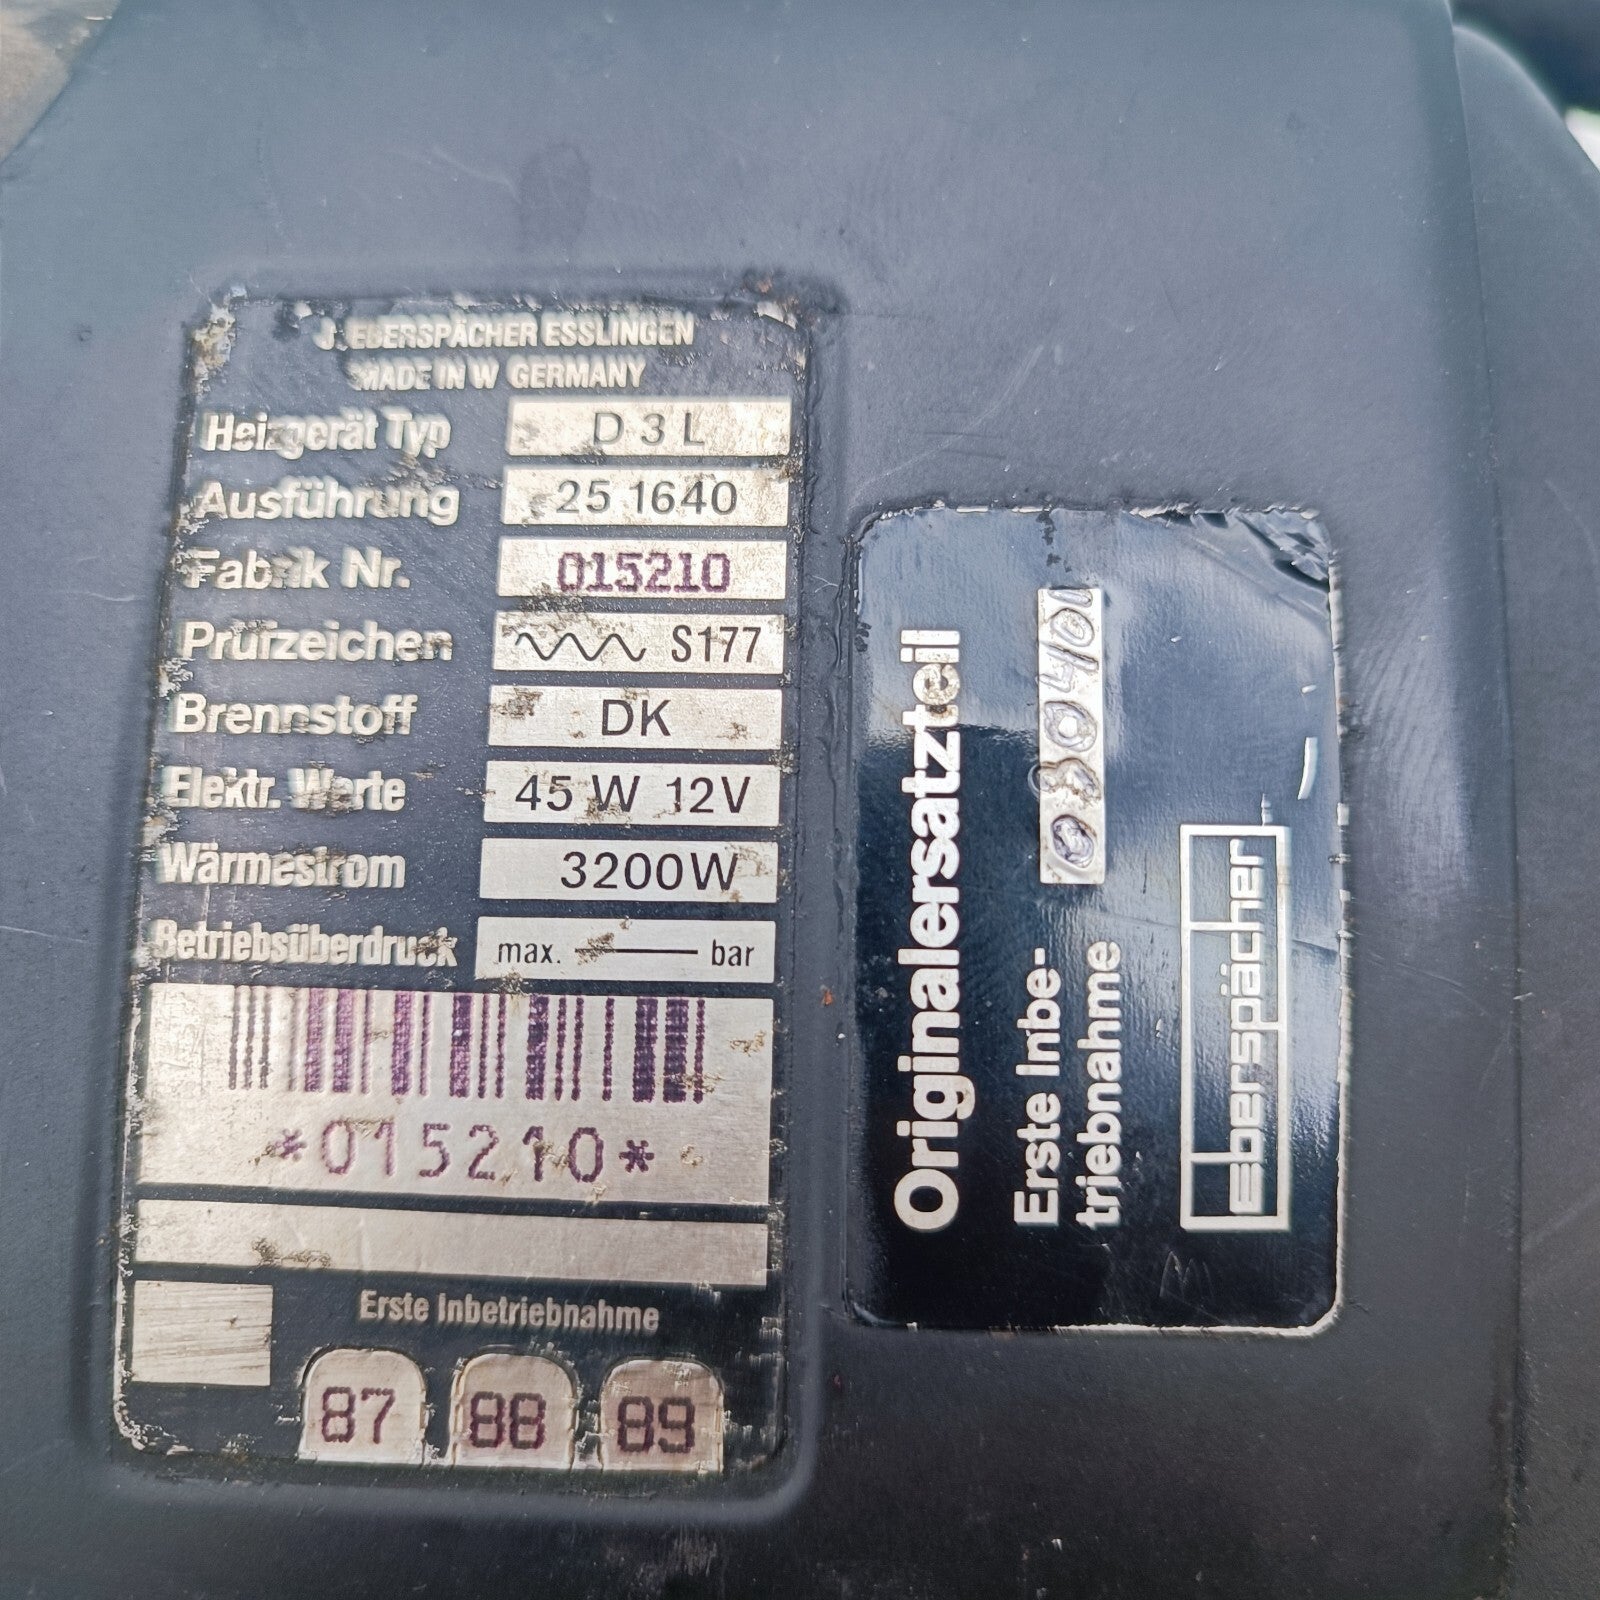 J. EBERSPÄCHER ESSLINGEN
MADE IN W GERMANY
Heizgerät Typ D 3 L
Ausführung 25 1640
Fabrik Nr. 015210
Prüfzeichen S177
Brennstoff DK
Elektr. Werte 45 W 12V
Wärmestrom 3200W
Betriebsüberdruck max. bar
*015210*
Erste Inbetriebnahme
87 88 89
Originalersatzteil
Erste Inbe-
triebnahme
Eberspächer